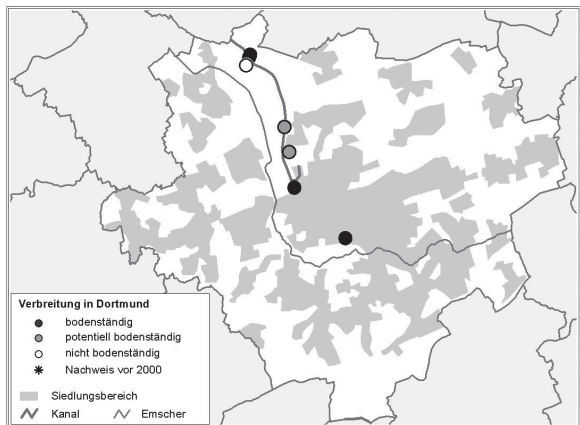 Verbreitung in Dortmund
bodenständig
potentiell bodenständig
nicht bodenständig
Nachweis vor 2000
Siedlungsbereich
Kanal Emscher